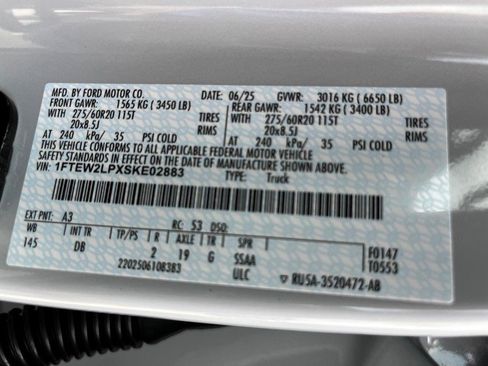 MFD. BY FORD MOTOR CO.
DATE: 06/25 GVWR: 3016 KG ( 6650 LB)
FRONT GAWR: 1565 KG ( 3450 LB) REAR GAWR: 1542 KG ( 3400 LB)
WITH 275/60R20 115T TIRES WITH 275/60R20 115T TIRES
20x8.5J RIMS 20x8.5J RIMS
AT 240 kPa/ 35 PSI COLD AT 240 kPa/ 35 PSI COLD
THIS VEHICLE CONFORMS TO ALL APPLICABLE FEDERAL MOTOR VEHICLE
SAFETY AND THEFT PREVENTION STANDARDS IN EFFECT ON THE
DATE OF MANUFACTURE SHOWN ABOVE.
VIN: 1FTEW2LPXSKE02883
TYPE: Truck
EXT PNT: A3 RC: 53 DSO:
WB INT TR TP/PS R AXLE TR SPR F0147
145 DB 2 19 G SSAA T0553
2202506108383 ULC ▽ RU5A-3520472-AB